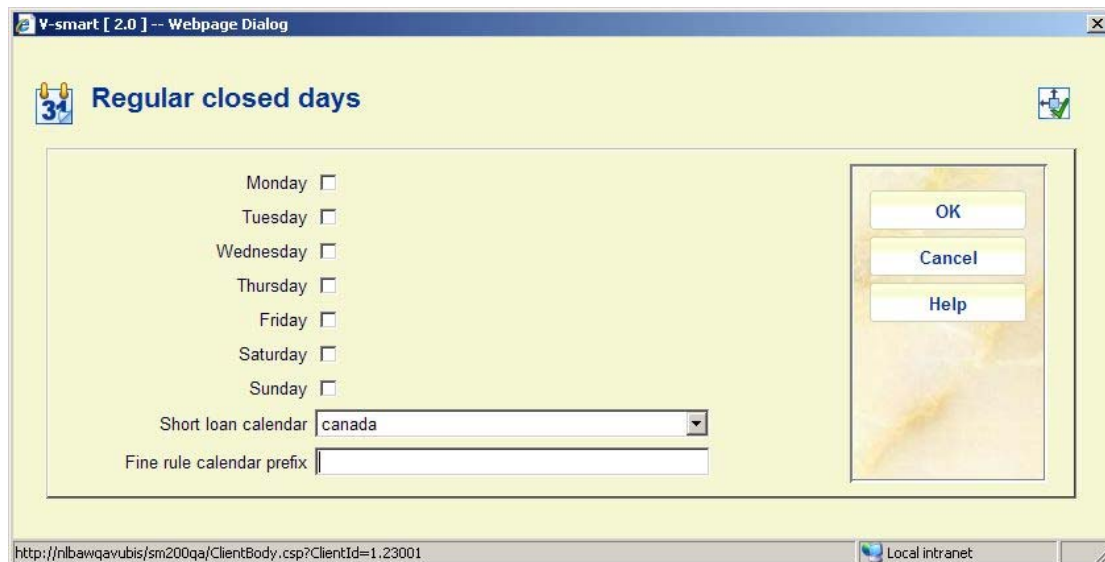 V-smart [ 2.0 ] -- Webpage Dialog
31
Regular closed days
Monday
Tuesday
Wednesday
Thursday
Friday
Saturday
Sunday
Short loan calendar canada
Fine rule calendar prefix
OK
Cancel
Help
http://nlbawqavubis/sm200qa/ClientBody.csp?ClientId=1.23001
Local intranet